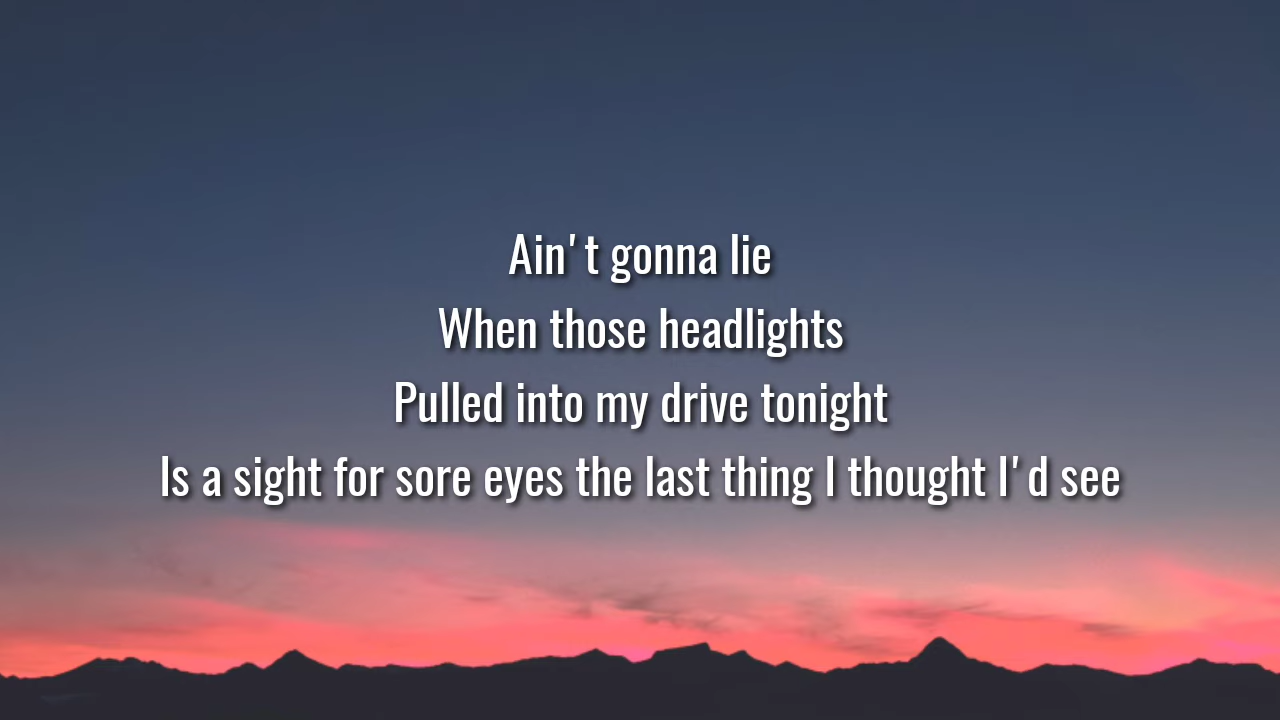 Ain't gonna lie
When those headlights
Pulled into my drive tonight
Is a sight for sore eyes the last thing I thought I'd see